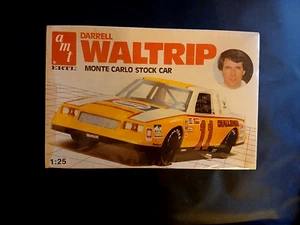 amt
ERTL
DARRELL
WALTRIP
MONTE CARLO STOCK CAR
11
1:25